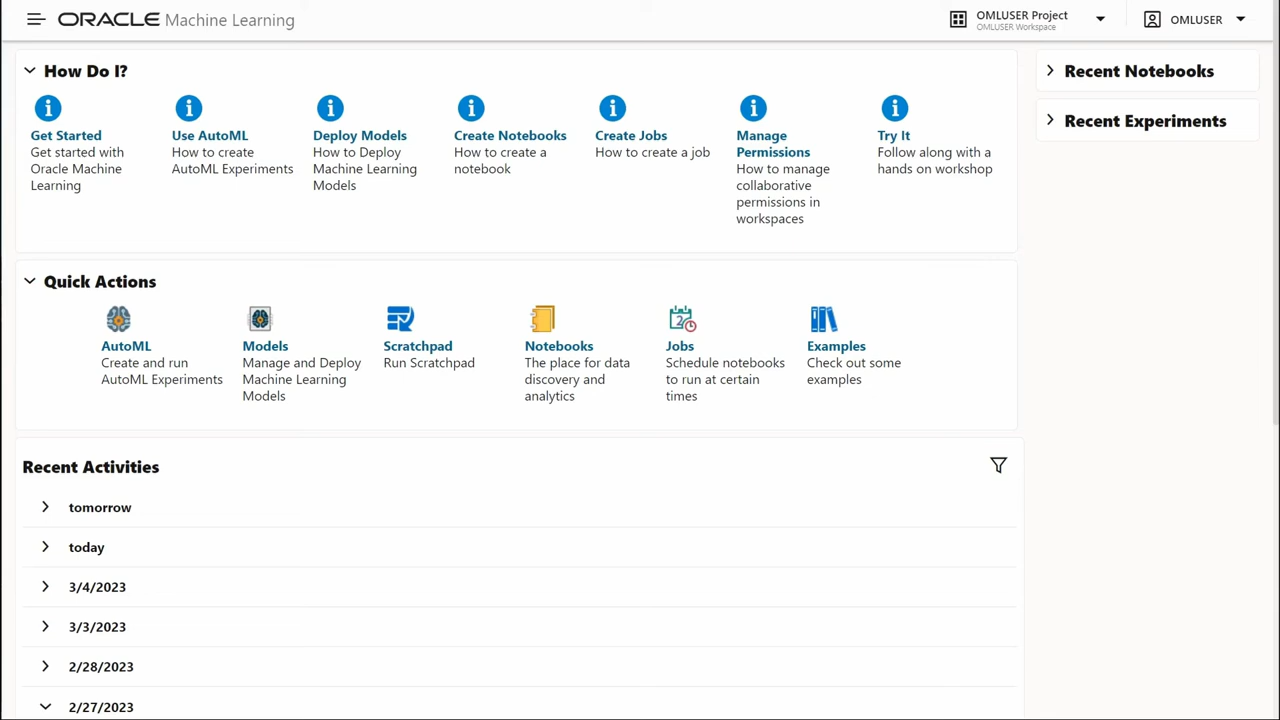 ORACLE Machine Learning
OMLUSER Project
OMLUSER Workspace
OMLUSER
How Do I?
Get Started
Get started with
Oracle Machine
Learning
Use AutoML
How to create
AutoML Experiments
Deploy Models
How to Deploy
Machine Learning
Models
Create Notebooks
How to create a
notebook
Create Jobs
How to create a job
Manage
Permissions
How to manage
collaborative
permissions in
workspaces
Try It
Follow along with a
hands on workshop
Recent Notebooks
Recent Experiments
Quick Actions
AutoML
Create and run
AutoML Experiments
Models
Manage and Deploy
Machine Learning
Models
Scratchpad
Run Scratchpad
Notebooks
The place for data
discovery and
analytics
Jobs
Schedule notebooks
to run at certain
times
Examples
Check out some
examples
Recent Activities
tomorrow
today
3/4/2023
3/3/2023
2/28/2023
2/27/2023